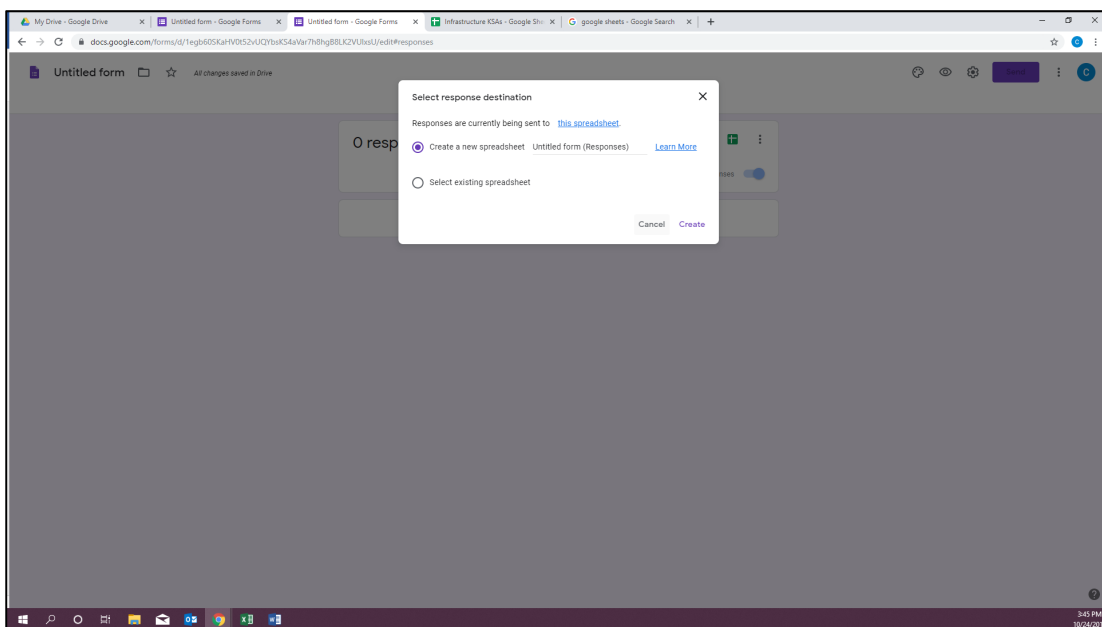 My Drive - Google Drive
Untitled form - Google Forms
Untitled form - Google Forms
Infrastructure KSAs - Google She
google sheets - Google Search
docs.google.com/forms/d/1egb60SKaHV0t52vUQYbsKS4aVar7h8hgB8LK2VUlxsU/edit#responses
Untitled form
All changes saved in Drive
Send
C
Select response destination
Responses are currently being sent to this spreadsheet.
0 resp
Create a new spreadsheet Untitled form (Responses) Learn More
Select existing spreadsheet
Cancel Create
3:45 PM